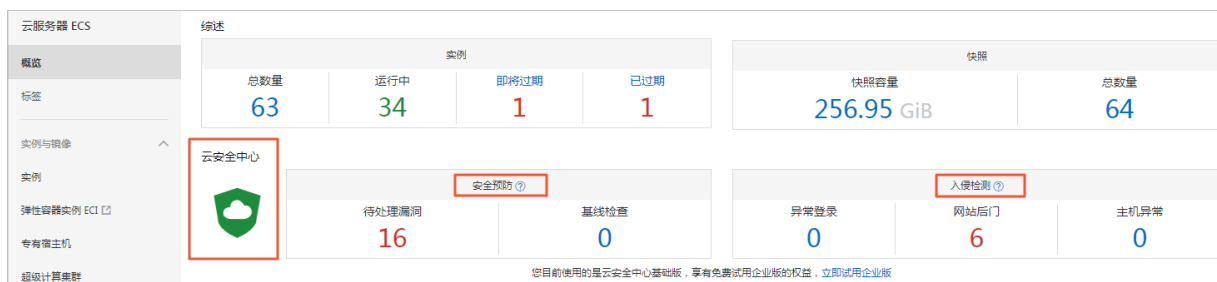 云服务器 ECS
概览
标签
实例与镜像
实例
弹性容器实例 ECI
专有宿主机
超级计算集群
综述
实例
总数量 运行中 即将过期 已过期
63 34 1 1
快照
快照容量 总数量
256.95 GiB 64
云安全中心
安全预防 ?
待处理漏洞 基线检查
16 0
入侵检测 ?
异常登录 网站后门 主机异常
0 6 0
您目前使用的是云安全中心基础版，享有免费试用企业版的权益，立即试用企业版